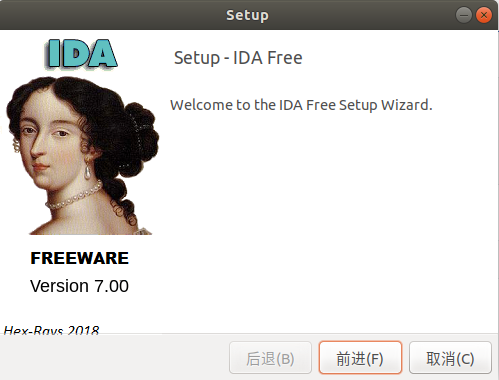 Setup
IDA
Setup - IDA Free
Welcome to the IDA Free Setup Wizard.
FREEWARE
Version 7.00
Hex-Rays 2018
后退(B)
前进(F)
取消(C)